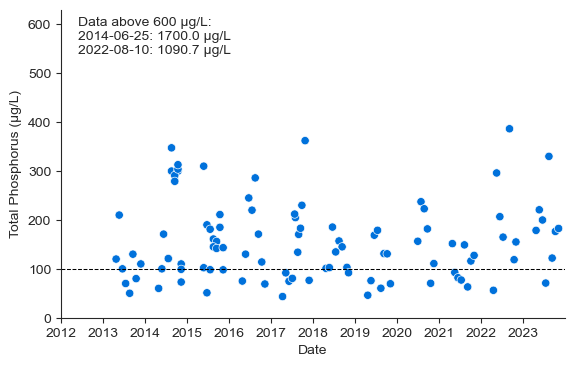 Data above 600 µg/L:
2014-06-25: 1700.0 µg/L
2022-08-10: 1090.7 µg/L
Total Phosphorus (µg/L)
600
500
400
300
200
100
0
2012 2013 2014 2015 2016 2017 2018 2019 2020 2021 2022 2023
Date